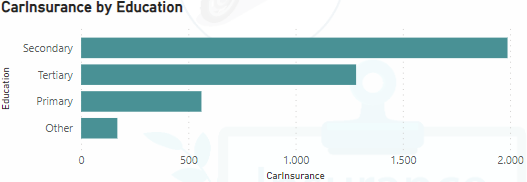 CarInsurance by Education
Secondary
Tertiary
Primary
Other
Education
0 500 1.000 1.500 2.000
CarInsurance